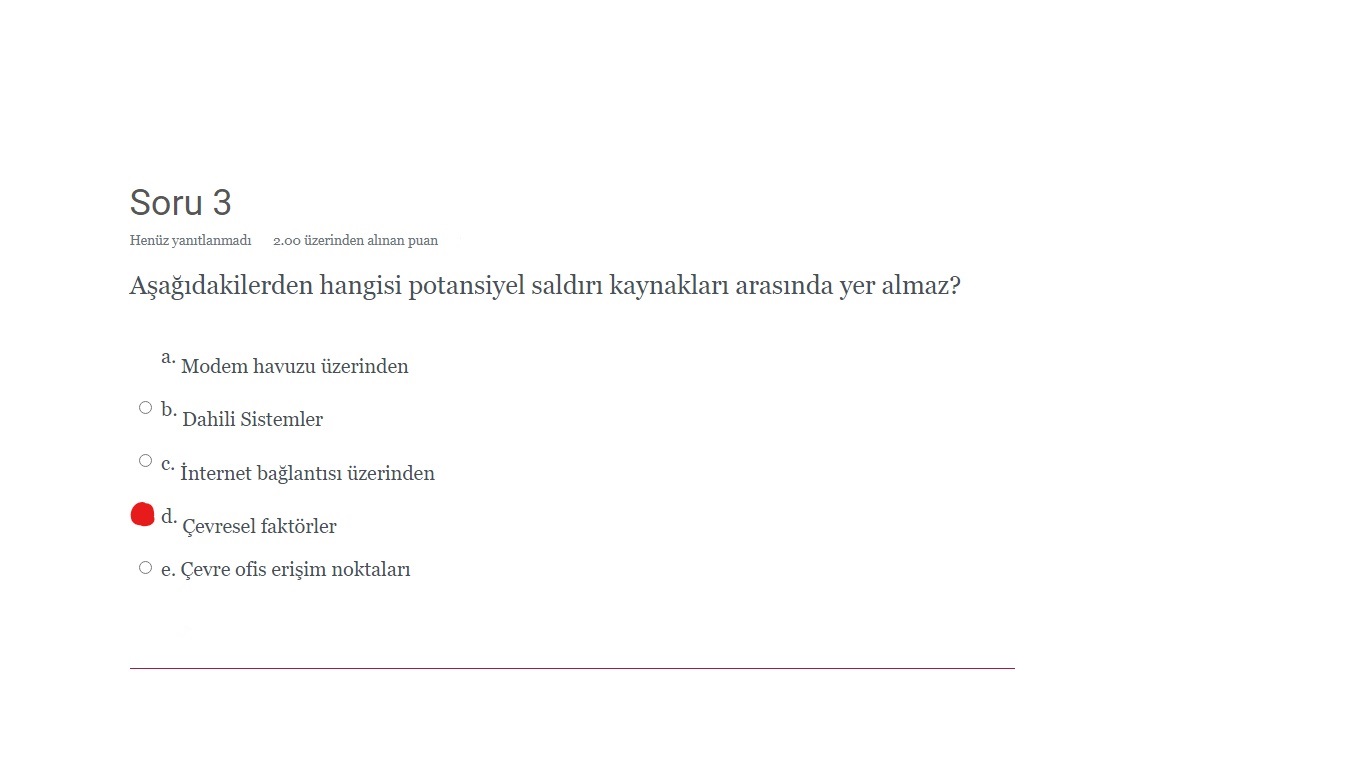 Soru 3
Henüz yanıtlanmadı 2.00 üzerinden alınan puan
Aşağıdakilerden hangisi potansiyel saldırı kaynakları arasında yer almaz?
a. Modem havuzu üzerinden
b. Dahili Sistemler
c. İnternet bağlantısı üzerinden
d. Çevresel faktörler
e. Çevre ofis erişim noktaları